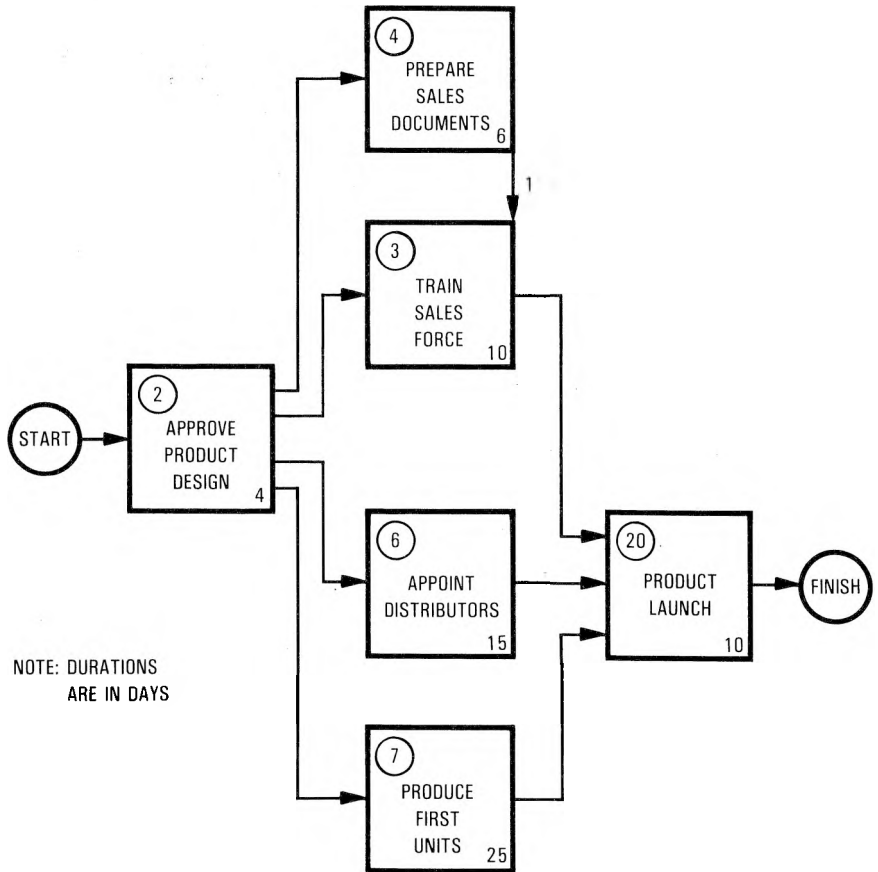 4
PREPARE
SALES
DOCUMENTS
6
1
3
TRAIN
SALES
FORCE
10
START
2
APPROVE
PRODUCT
DESIGN
4
6
APPOINT
DISTRIBUTORS
15
20
PRODUCT
LAUNCH
10
FINISH
NOTE: DURATIONS
ARE IN DAYS
7
PRODUCE
FIRST
UNITS
25